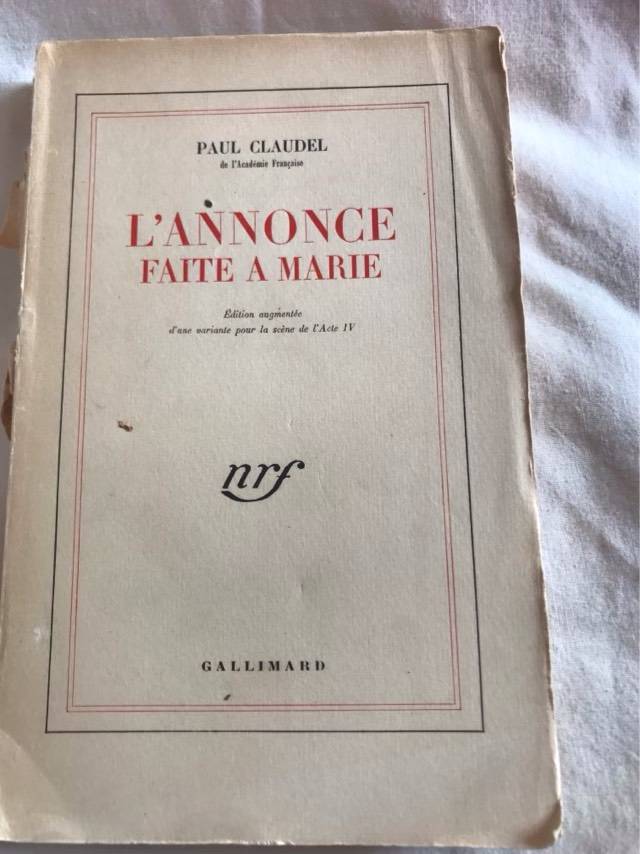 PAUL CLAUDEL
de l'Académie Française
L'ANNONCE
FAITE A MARIE
Édition augmentée
d'une variante pour la scène de l'Acte IV
nrf
GALLIMARD